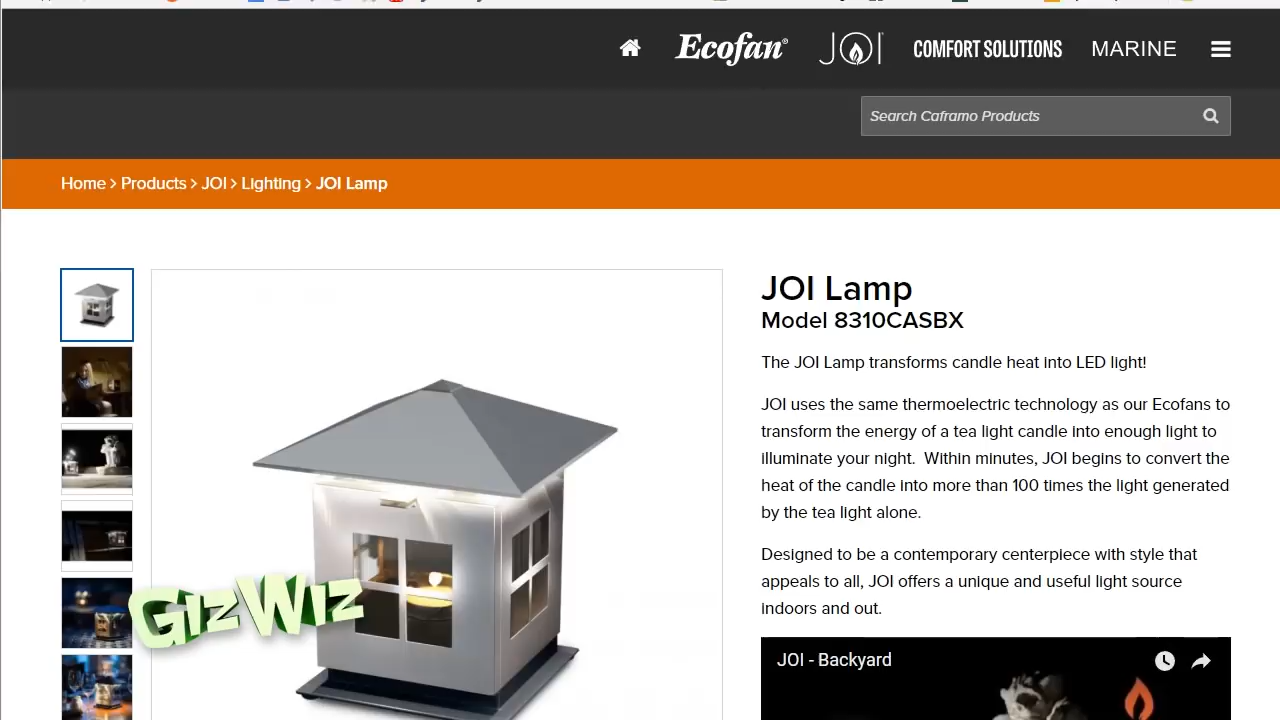 Ecofan®
JOI
COMFORT SOLUTIONS
MARINE
Search Caframo Products
Home > Products > JOI > Lighting > JOI Lamp
JOI Lamp
Model 8310CASBX
The JOI Lamp transforms candle heat into LED light!
JOI uses the same thermoelectric technology as our Ecofans to
transform the energy of a tea light candle into enough light to
illuminate your night.  Within minutes, JOI begins to convert the
heat of the candle into more than 100 times the light generated
by the tea light alone.
Designed to be a contemporary centerpiece with style that
appeals to all, JOI offers a unique and useful light source
indoors and out.
GIZWIZ
JOI - Backyard